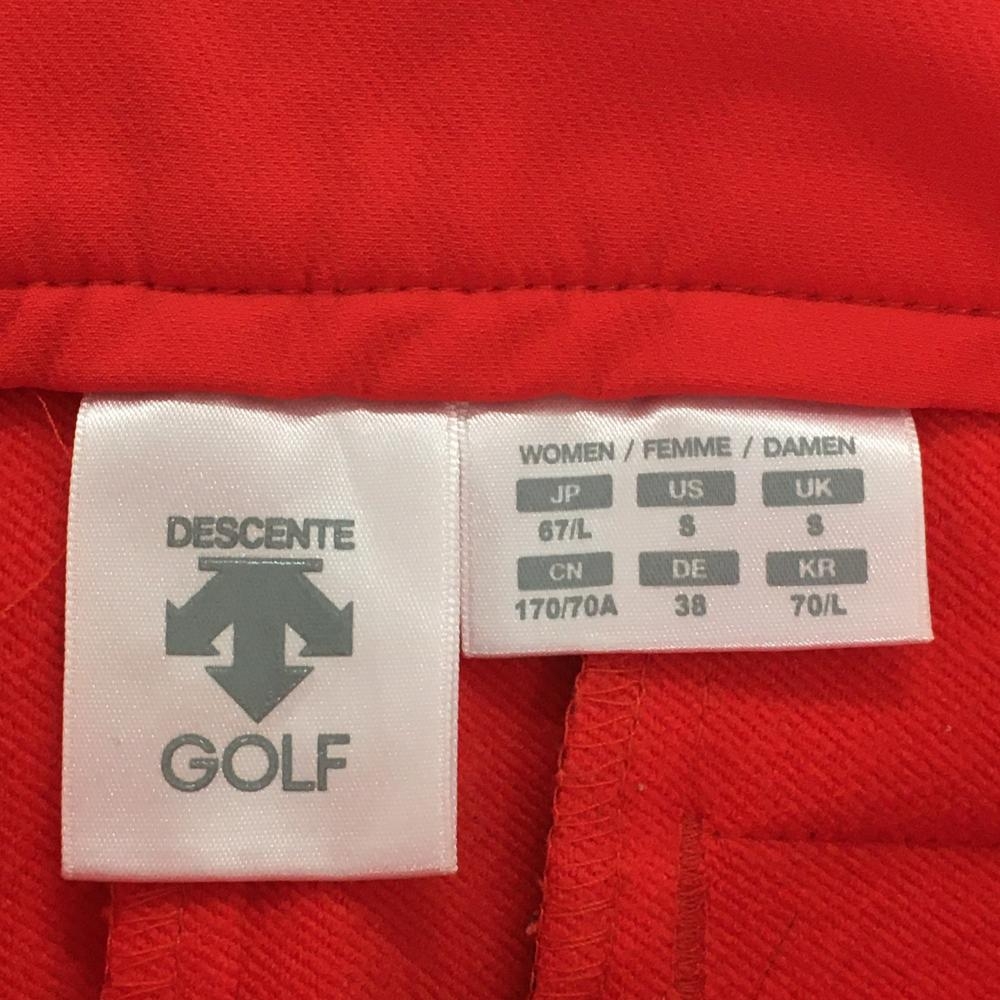 DESCENTE
GOLF
WOMEN / FEMME / DAMEN
JP US UK
67/L S S
CN DE KR
170/70A 38 70/L